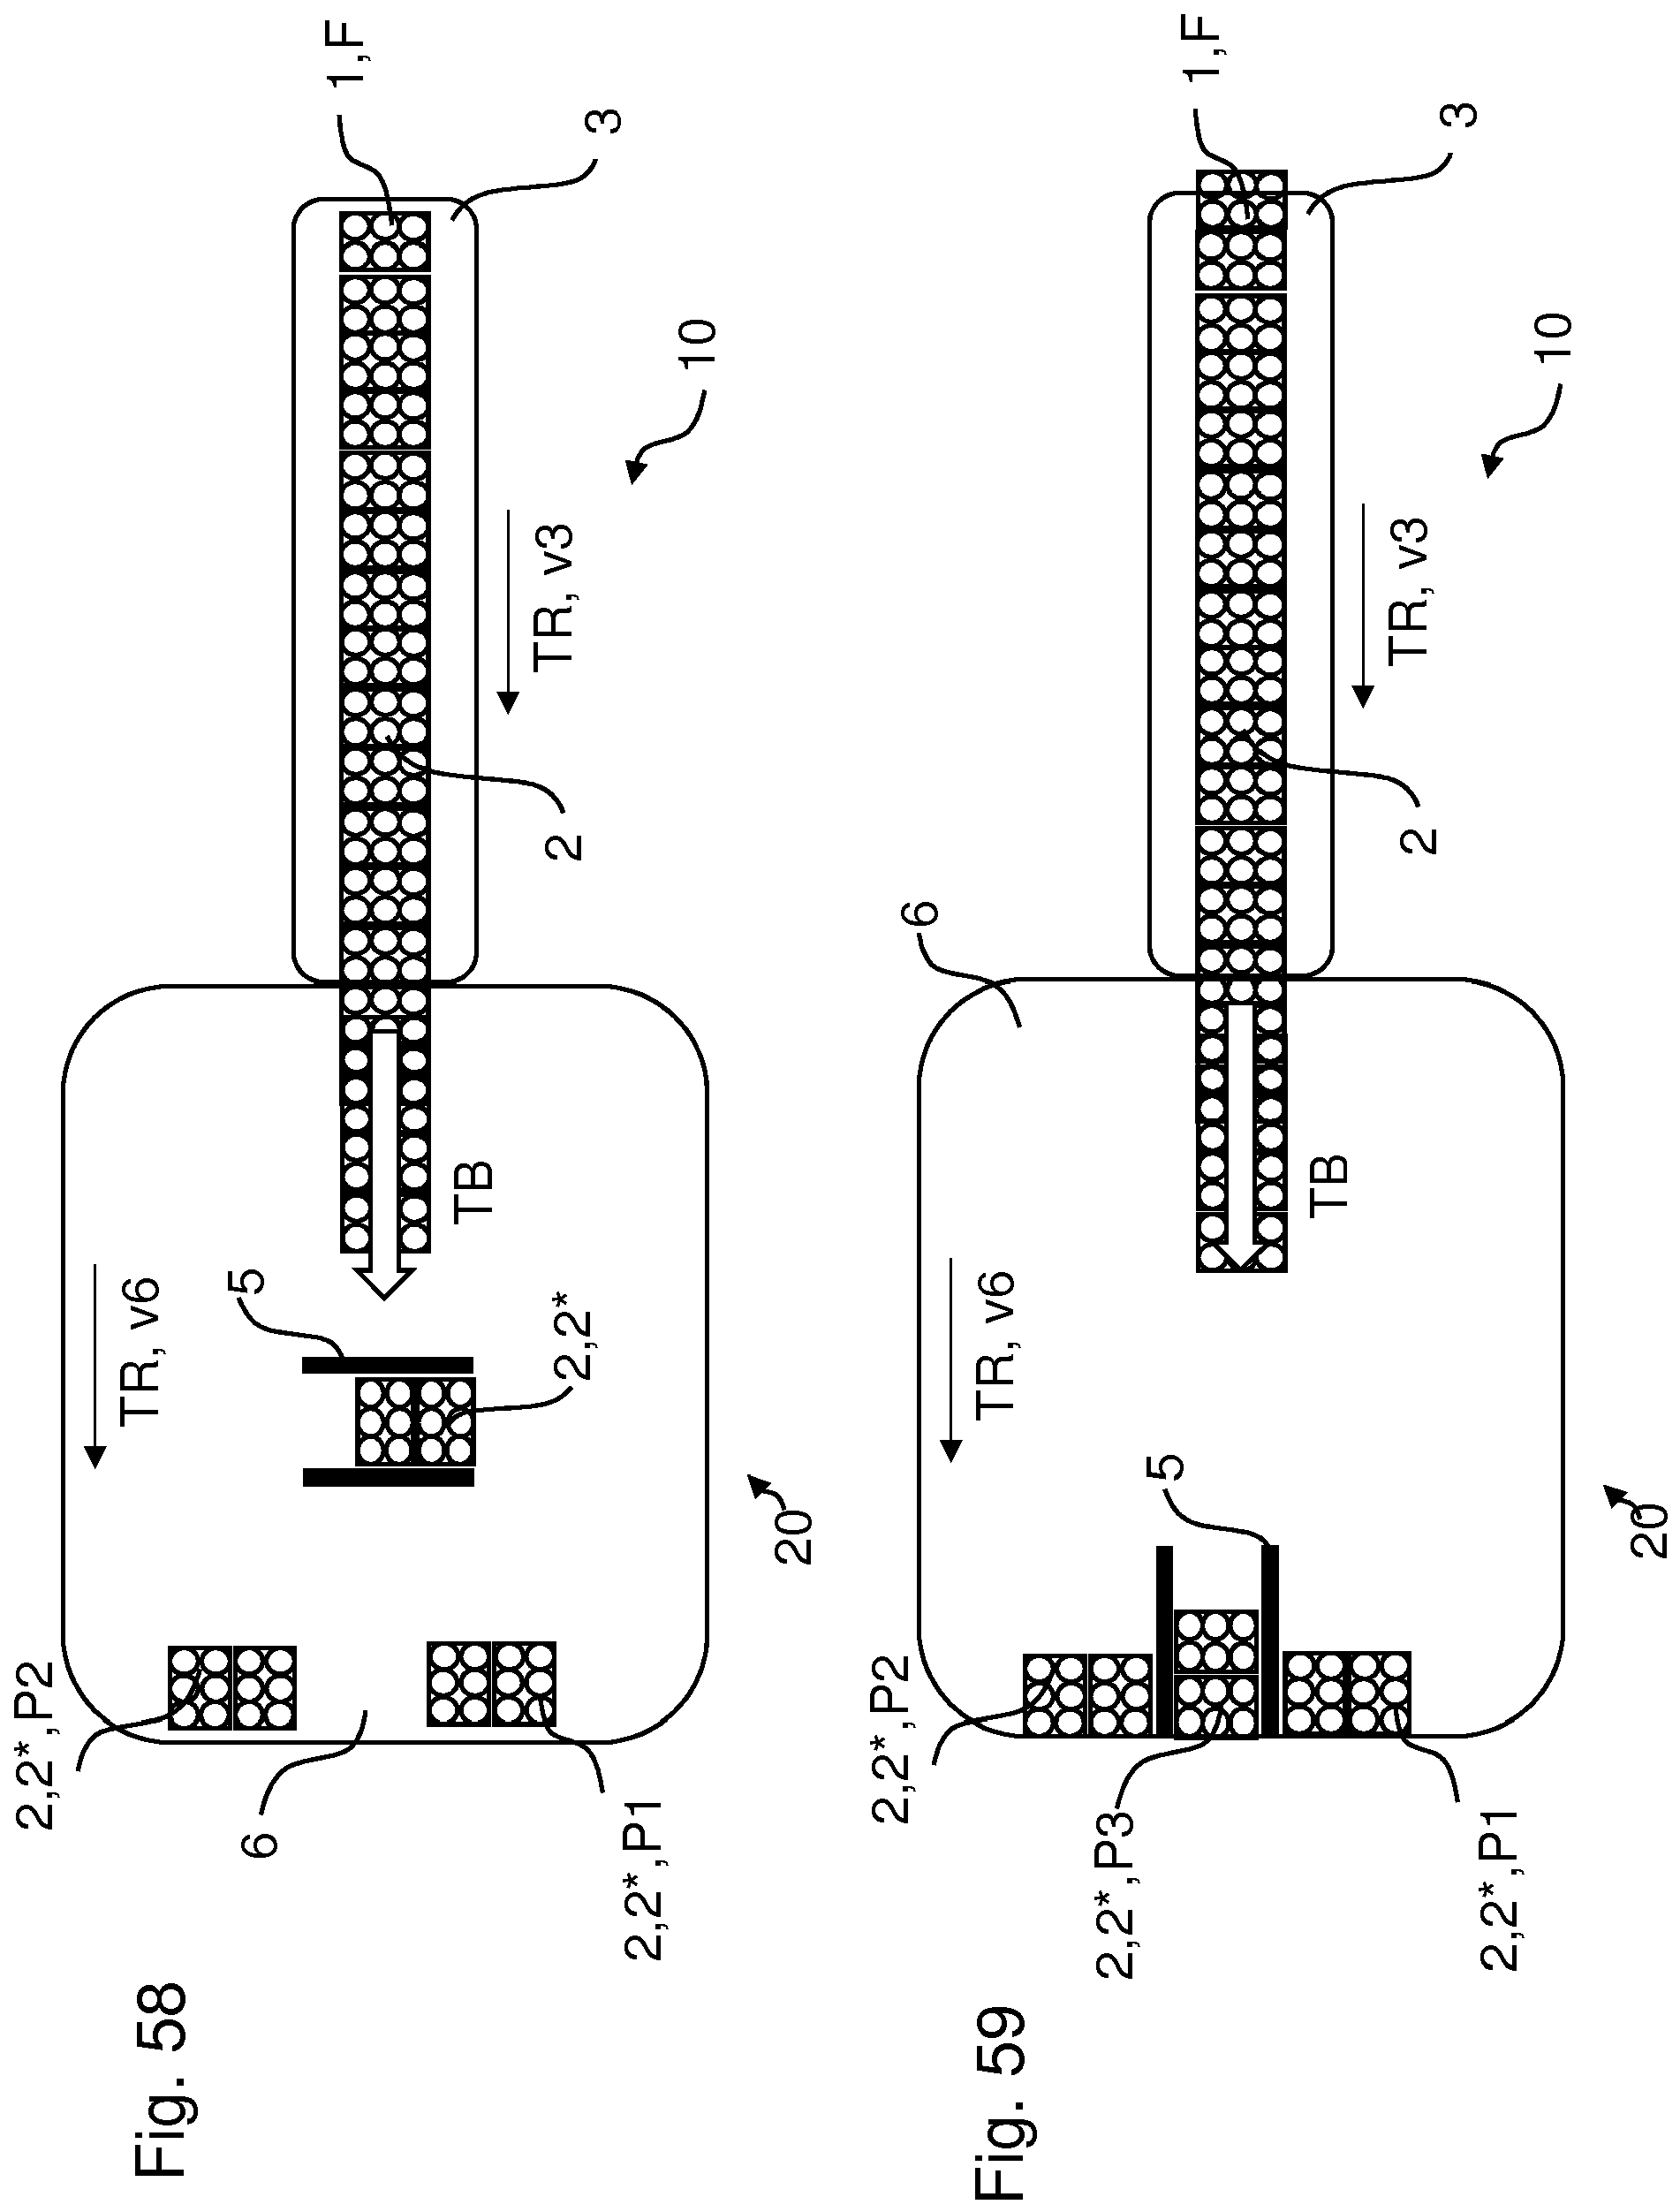 Fig. 58
1,F
3
10
TR, v3
2
TB
TR, v6
5
2,2*
20
2,2*,P2
6
2,2*,P1
Fig. 59
1,F
3
10
TR, v3
2
6
TB
TR, v6
5
20
2,2*,P2
2,2*,P3
2,2*,P1